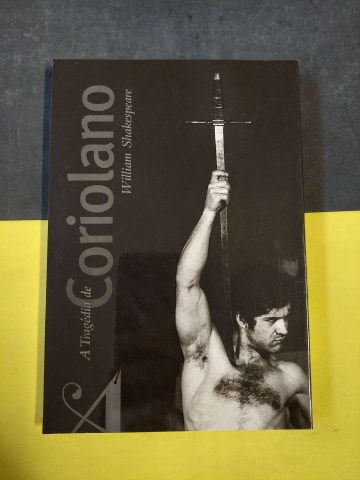 A Tragédia de
Coriolano
William Shakespeare